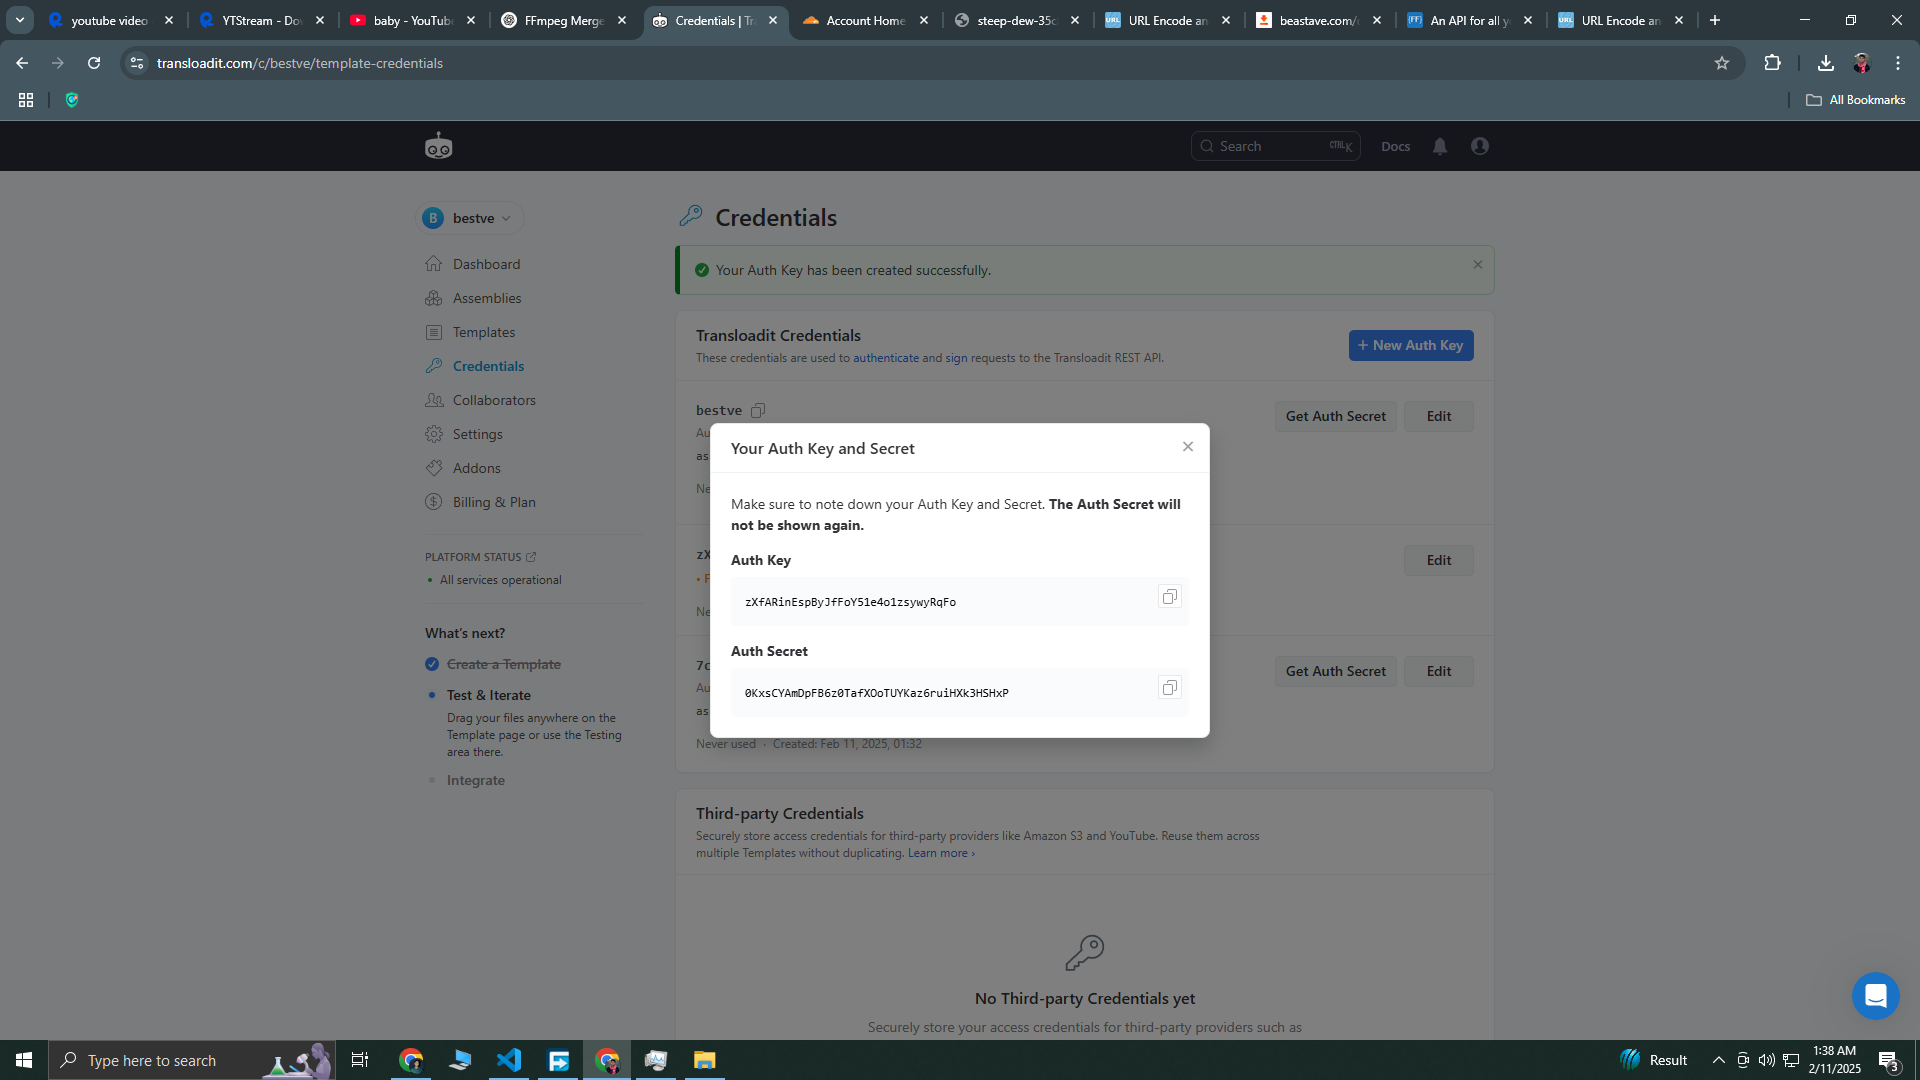 youtube video
YTStream - Do
baby - YouTube
FFmpeg Merge
Credentials | Tr
Account Home
steep-dew-35c
URL Encode an
beastave.com/
An API for all y
URL Encode an
transloadit.com/c/bestve/template-credentials
All Bookmarks
Search CTRL K
Docs
B bestve
Dashboard
Assemblies
Templates
Credentials
Collaborators
Settings
Addons
Billing & Plan
PLATFORM STATUS
All services operational
What's next?
Create a Template
Test & Iterate
Drag your files anywhere on the
Template page or use the Testing
area there.
Integrate
Credentials
Your Auth Key has been created successfully.
Transloadit Credentials
These credentials are used to authenticate and sign requests to the Transloadit REST API.
+ New Auth Key
bestve
Get Auth Secret
Edit
Au
as
Ne
Your Auth Key and Secret
Make sure to note down your Auth Key and Secret. The Auth Secret will
not be shown again.
Auth Key
zXfARinEspByJfFoY51e4o1zsywyRqFo
Auth Secret
0KxsCYAmDpFB6z0TafXOoTUYKaz6ruiHXk3HSHxP
zX
Edit
• F
Ne
7c
Get Auth Secret
Edit
Au
as
Never used · Created: Feb 11, 2025, 01:32
Third-party Credentials
Securely store access credentials for third-party providers like Amazon S3 and YouTube. Reuse them across
multiple Templates without duplicating. Learn more ›
No Third-party Credentials yet
Securely store your access credentials for third-party providers such as
Type here to search
Result
1:38 AM
2/11/2025
3